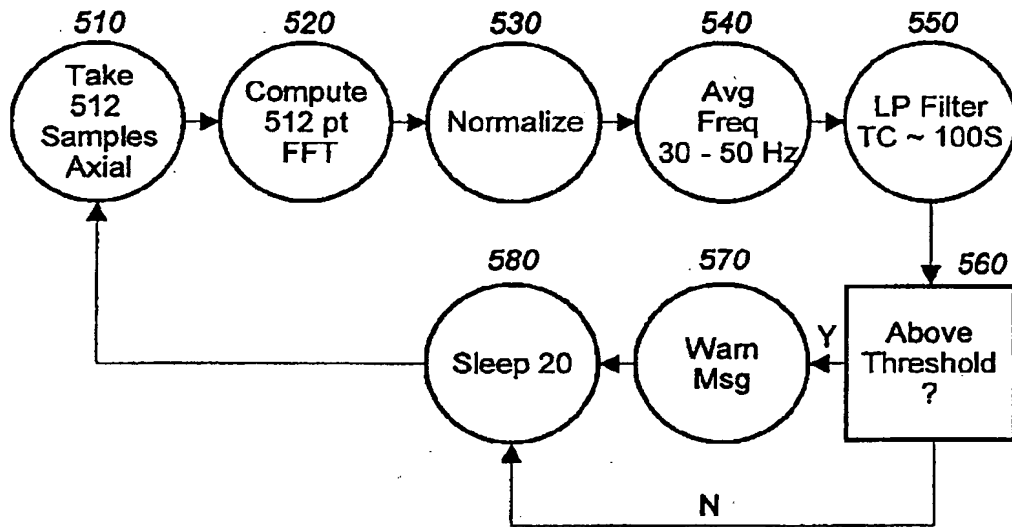 510
Take
512
Samples
Axial
520
Compute
512 pt
FFT
530
Normalize
540
Avg
Freq
30 - 50 Hz
550
LP Filter
TC ~ 100S
560
Above
Threshold
?
Y
570
Warn
Msg
580
Sleep 20
N